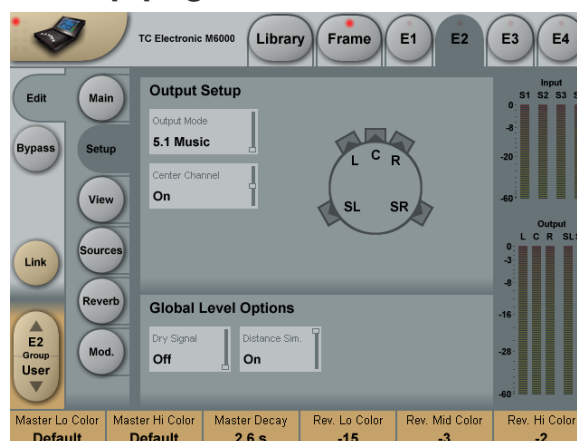 TC Electronic M6000
Library
Frame
E1
E2
E3
E4
Edit
Bypass
Link
E2
Group
User
Main
Setup
View
Sources
Reverb
Mod.
Output Setup
Output Mode
5.1 Music
Center Channel
On
L C R
SL SR
Global Level Options
Dry Signal
Off
Distance Sim.
On
Input
S1 S2 S3
0
-8
-20
-60
Output
L C R SL
0
-3
-8
-16
-28
-60
Master Lo Color
Default
Master Hi Color
Default
Master Decay
2.6 s
Rev. Lo Color
-15
Rev. Mid Color
-3
Rev. Hi Color
-2